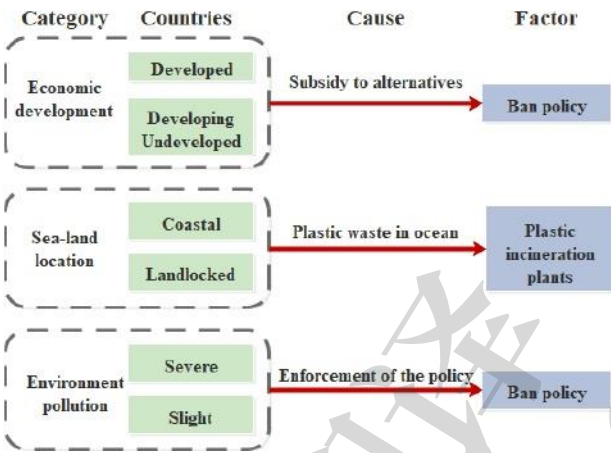 Category Countries Cause Factor
Economic
development
Developed
Developing
Undeveloped
Subsidy to alternatives
Ban policy
Sea-land
location
Coastal
Landlocked
Plastic waste in ocean
Plastic
incineration
plants
Environment
pollution
Severe
Slight
Enforcement of the policy
Ban policy